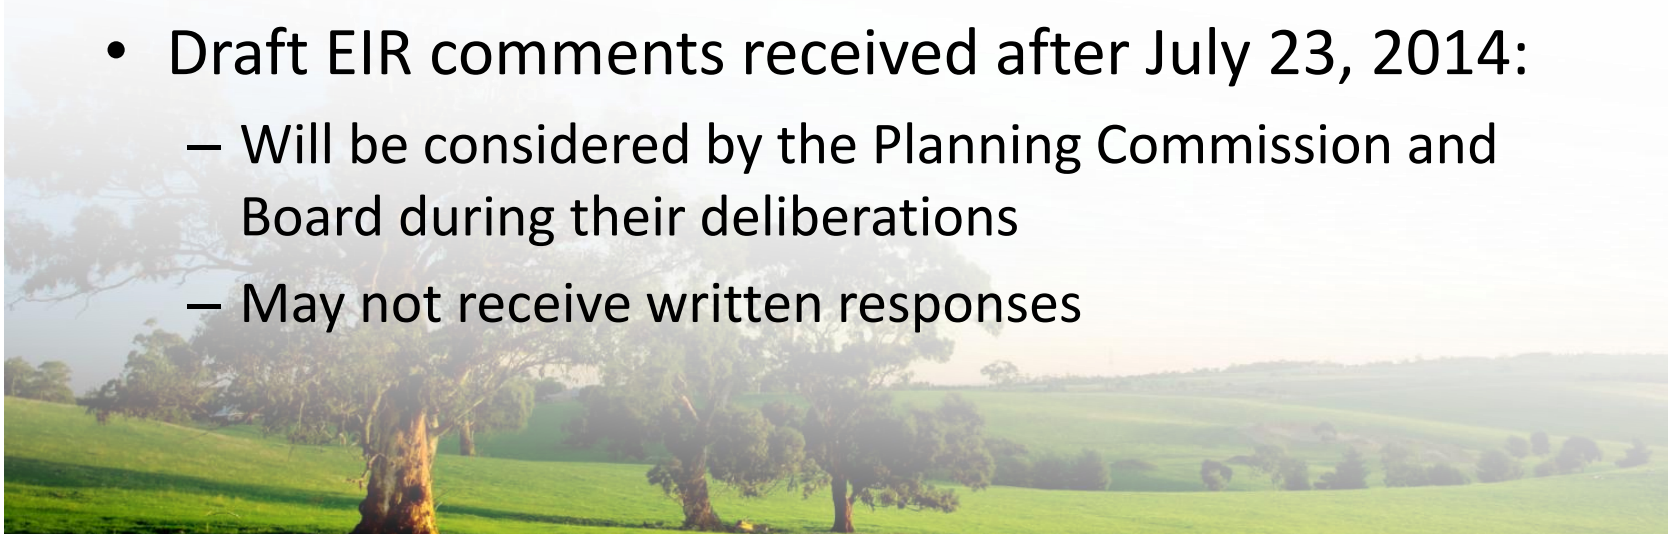 • Draft EIR comments received after July 23, 2014:
– Will be considered by the Planning Commission and
Board during their deliberations
– May not receive written responses